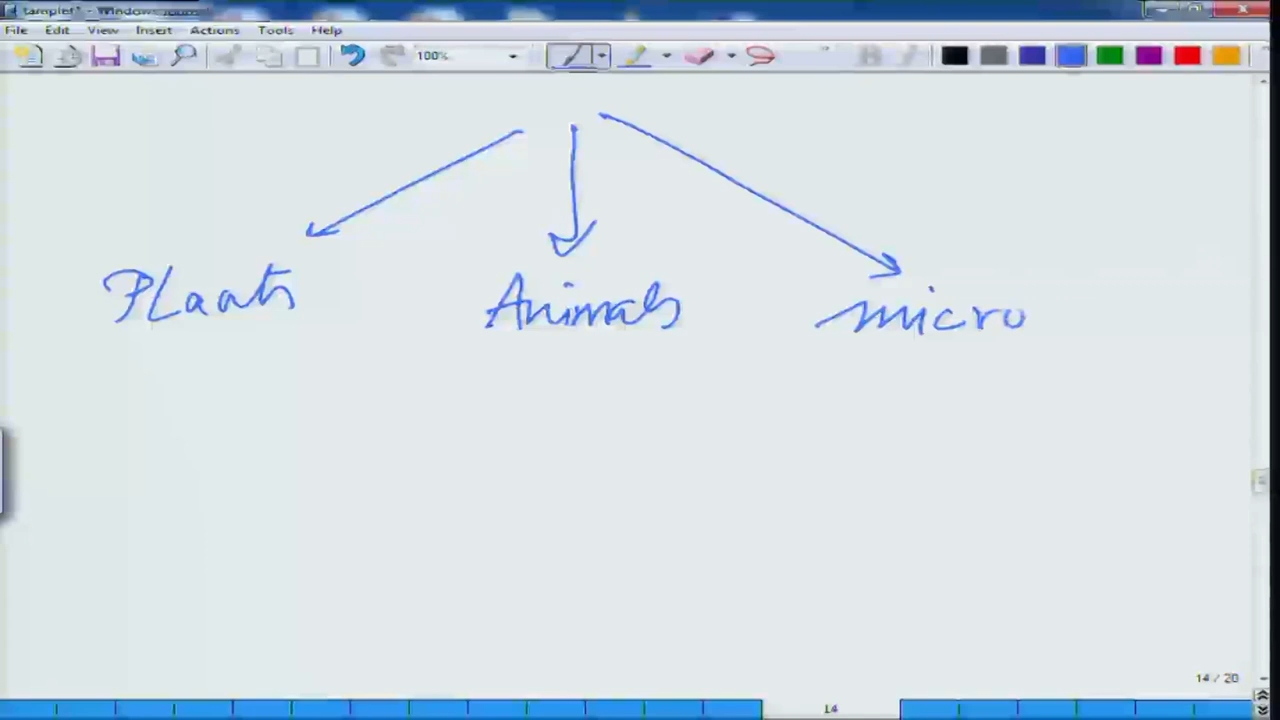 File Edit View Insert Actions Tools Help
100%
Plants Animals micro
14 / 20
14